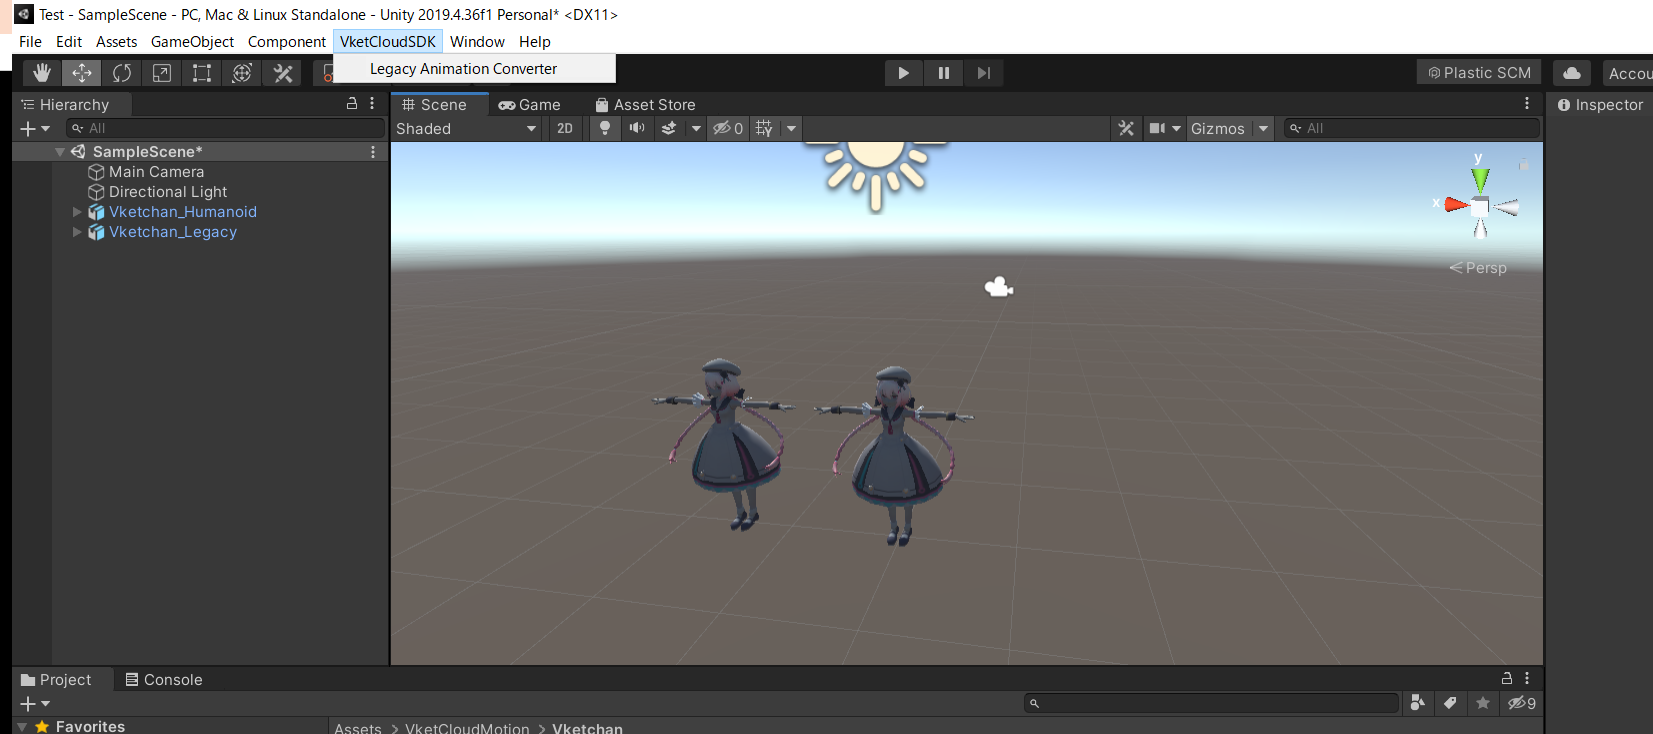 Test - SampleScene - PC, Mac & Linux Standalone - Unity 2019.4.36f1 Personal* <DX11>
File Edit Assets GameObject Component VketCloudSDK Window Help
Legacy Animation Converter
Plastic SCM Accou
Hierarchy
Scene Game Asset Store
Inspector
All
Shaded 2D 0 Gizmos All
SampleScene*
Main Camera
Directional Light
Vketchan_Humanoid
Vketchan_Legacy
y
x
Persp
Project Console
9
Favorites
Assets > VketCloudMotion > Vketchan